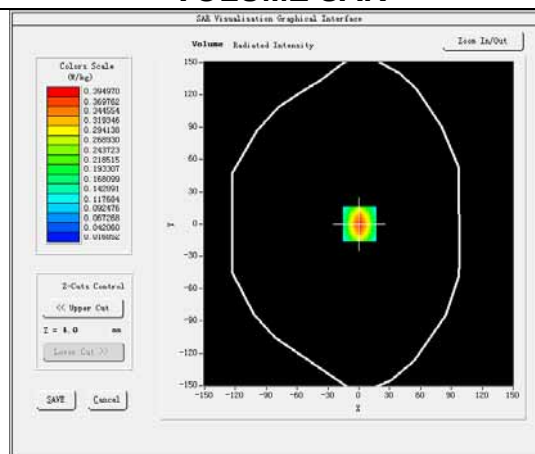 VOLUME SAR
SAR Visualisation Graphical Interface
Volume Radiated Intensity
Zoom In/Out
Colors Scale
(W/kg)
0.394970
0.369762
0.344554
0.319346
0.294138
0.268930
0.243723
0.218515
0.193307
0.168099
0.142891
0.117684
0.092476
0.067268
0.042060
0.016852
150
120
90
60
30
0
-30
-60
-90
-120
-150
Y
-150 -120 -90 -60 -30 0 30 60 90 120 150
X
Z-Cuts Control
<< Upper Cut
Z = 4.0 mm
Lower Cut >>
SAVE Cancel